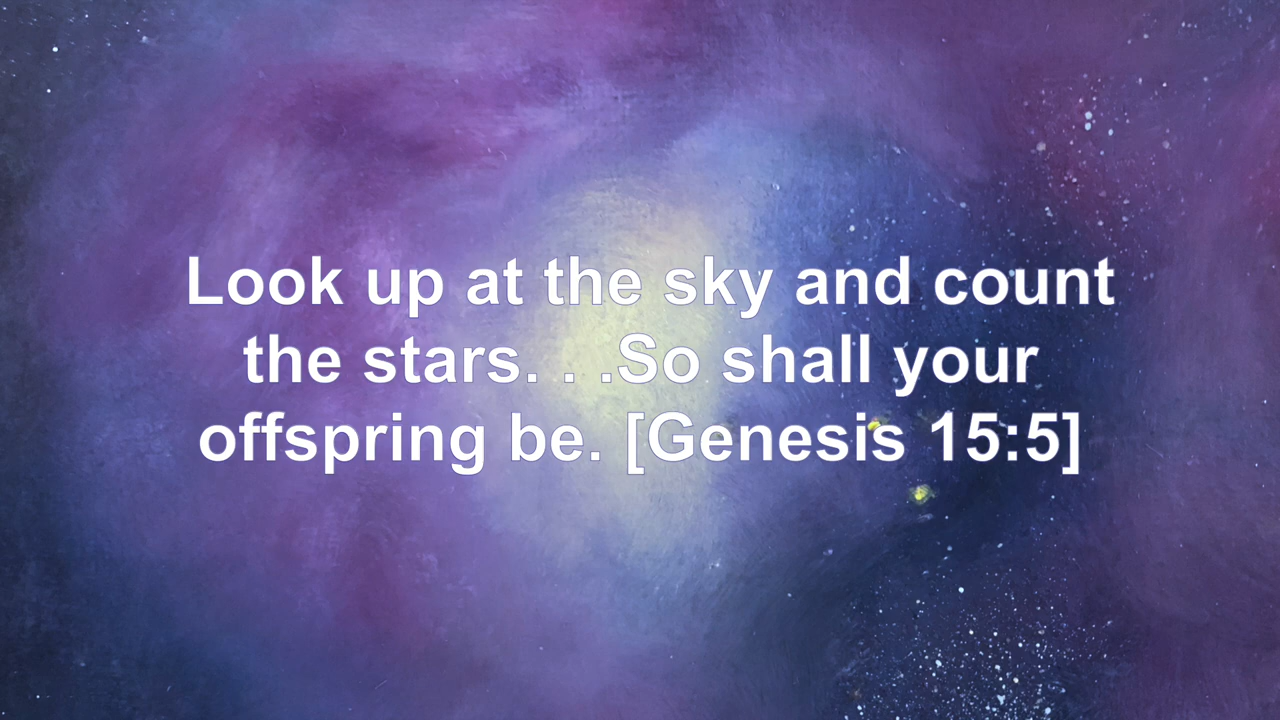 Look up at the sky and count
the stars. . .So shall your
offspring be. [Genesis 15:5]